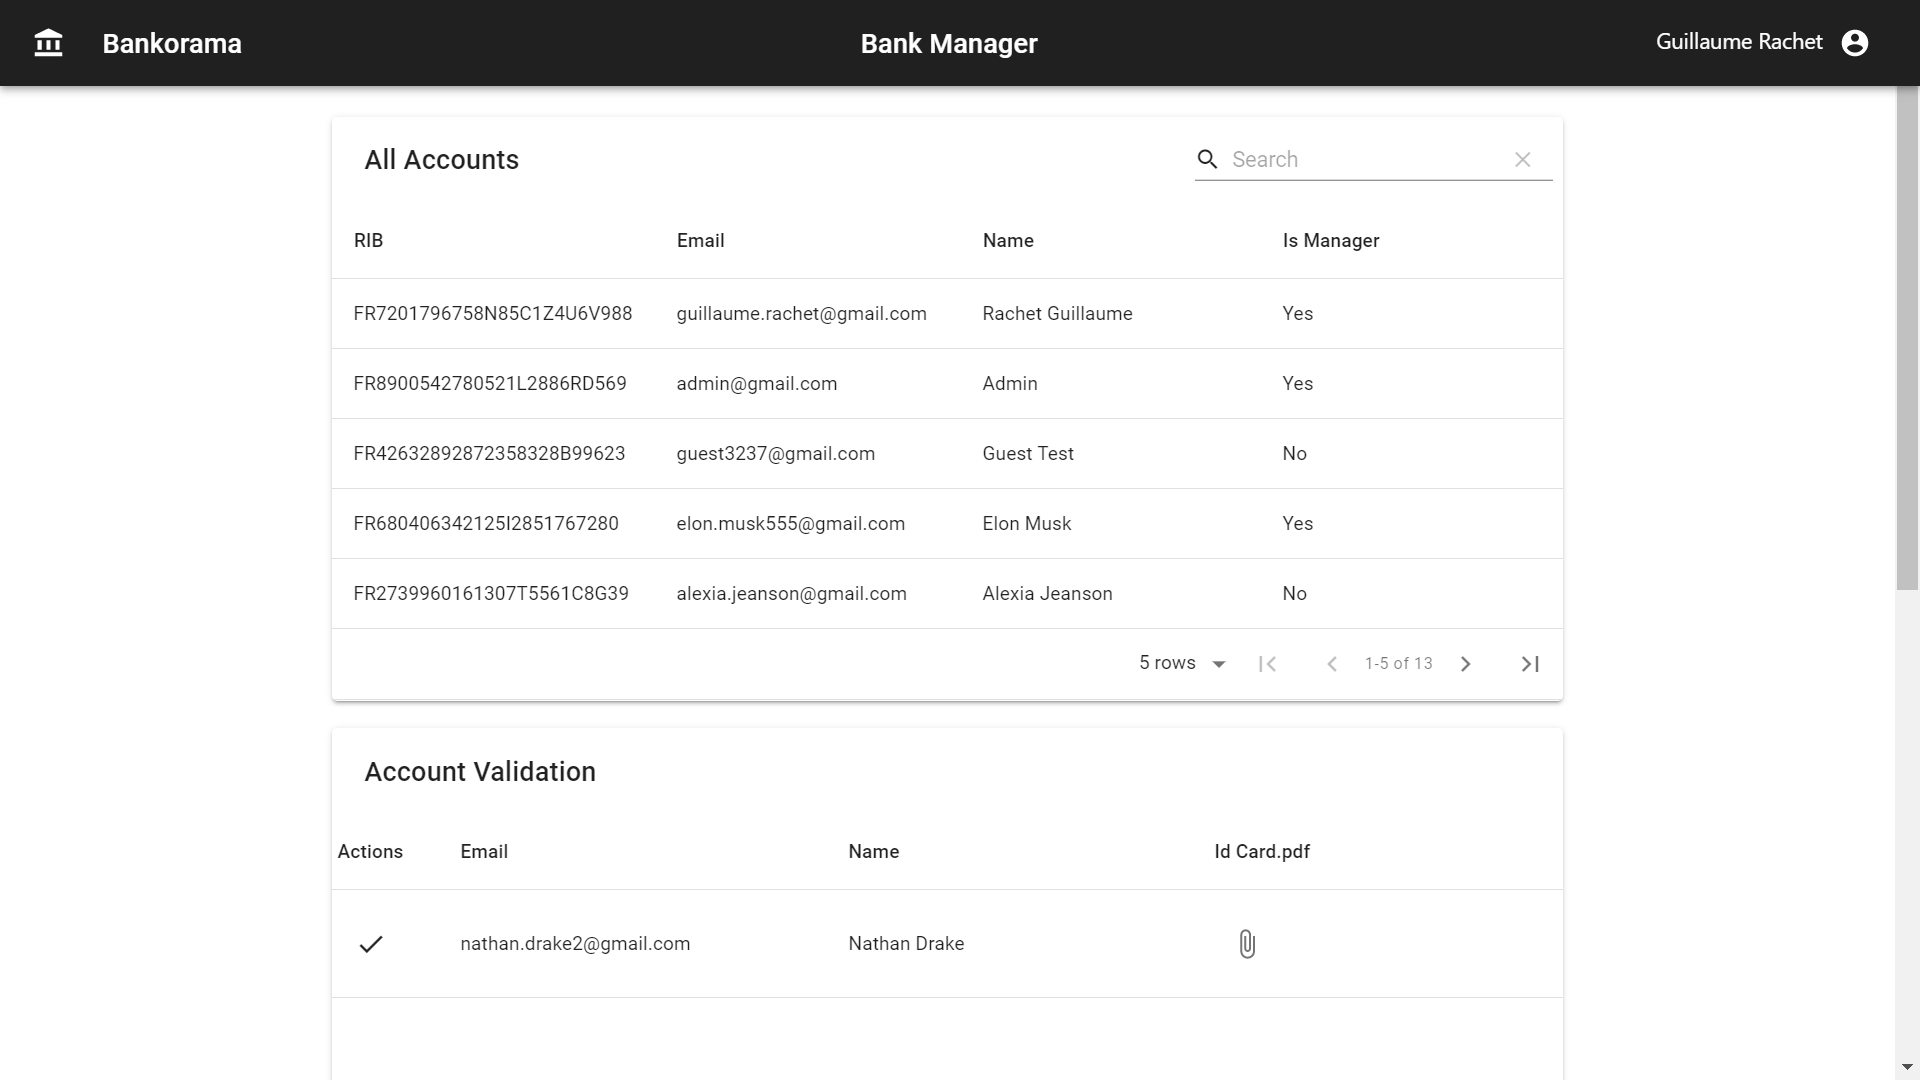 Bankorama
Bank Manager
Guillaume Rachet
All Accounts
Search
RIB Email Name Is Manager
FR7201796758N85C1Z4U6V988 guillaume.rachet@gmail.com Rachet Guillaume Yes
FR8900542780521L2886RD569 admin@gmail.com Admin Yes
FR42632892872358328B99623 guest3237@gmail.com Guest Test No
FR680406342125I2851767280 elon.musk555@gmail.com Elon Musk Yes
FR2739960161307T5561C8G39 alexia.jeanson@gmail.com Alexia Jeanson No
5 rows 1-5 of 13
Account Validation
Actions Email Name Id Card.pdf
nathan.drake2@gmail.com Nathan Drake